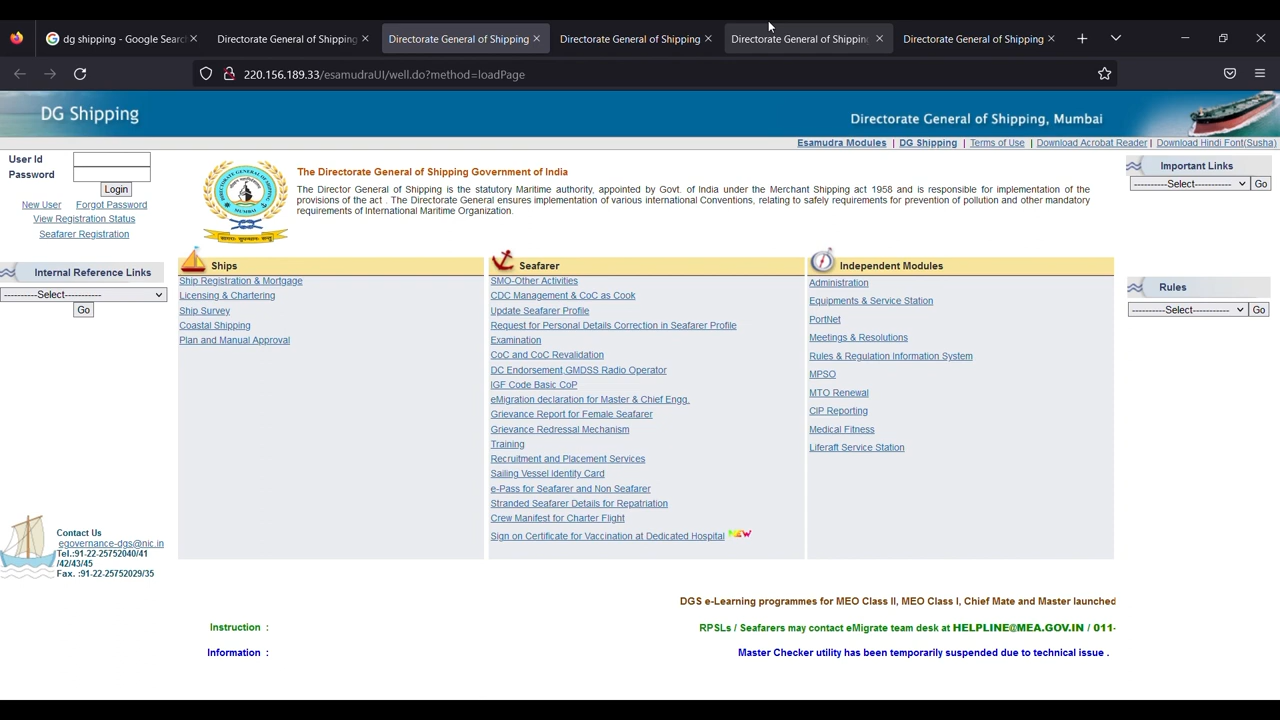 dg shipping - Google Searc
Directorate General of Shipping
Directorate General of Shipping
Directorate General of Shipping
Directorate General of Shipping
Directorate General of Shipping
220.156.189.33/esamudraUI/well.do?method=loadPage
DG Shipping
Directorate General of Shipping, Mumbai
Esamudra Modules | DG Shipping | Terms of Use | Download Acrobat Reader | Download Hindi Font(Susha)
User Id
Password
Login
New User Forgot Password
View Registration Status
Seafarer Registration
The Directorate General of Shipping Government of India
The Director General of Shipping is the statutory Maritime authority, appointed by Govt. of India under the Merchant Shipping act 1958 and is responsible for implementation of the
provisions of the act . The Directorate General ensures implementation of various international Conventions, relating to safely requirements for prevention of pollution and other mandatory
requirements of International Maritime Organization.
Important Links
----------Select----------- Go
Internal Reference Links
----------Select-----------
Go
Ships
Ship Registration & Mortgage
Licensing & Chartering
Ship Survey
Coastal Shipping
Plan and Manual Approval
Seafarer
SMO-Other Activities
CDC Management & CoC as Cook
Update Seafarer Profile
Request for Personal Details Correction in Seafarer Profile
Examination
CoC and CoC Revalidation
DC Endorsement,GMDSS Radio Operator
IGF Code Basic CoP
eMigration declaration for Master & Chief Engg.
Grievance Report for Female Seafarer
Grievance Redressal Mechanism
Training
Recruitment and Placement Services
Sailing Vessel Identity Card
e-Pass for Seafarer and Non Seafarer
Stranded Seafarer Details for Repatriation
Crew Manifest for Charter Flight
Sign on Certificate for Vaccination at Dedicated Hospital NEW
Independent Modules
Administration
Equipments & Service Station
PortNet
Meetings & Resolutions
Rules & Regulation Information System
MPSO
MTO Renewal
CIP Reporting
Medical Fitness
Liferaft Service Station
Rules
----------Select----------- Go
Contact Us
egovernance-dgs@nic.in
Tel.:91-22-25752040/41
/42/43/45
Fax. :91-22-25752029/35
DGS e-Learning programmes for MEO Class II, MEO Class I, Chief Mate and Master launched
Instruction : RPSLs / Seafarers may contact eMigrate team desk at HELPLINE@MEA.GOV.IN / 011-
Information : Master Checker utility has been temporarily suspended due to technical issue .